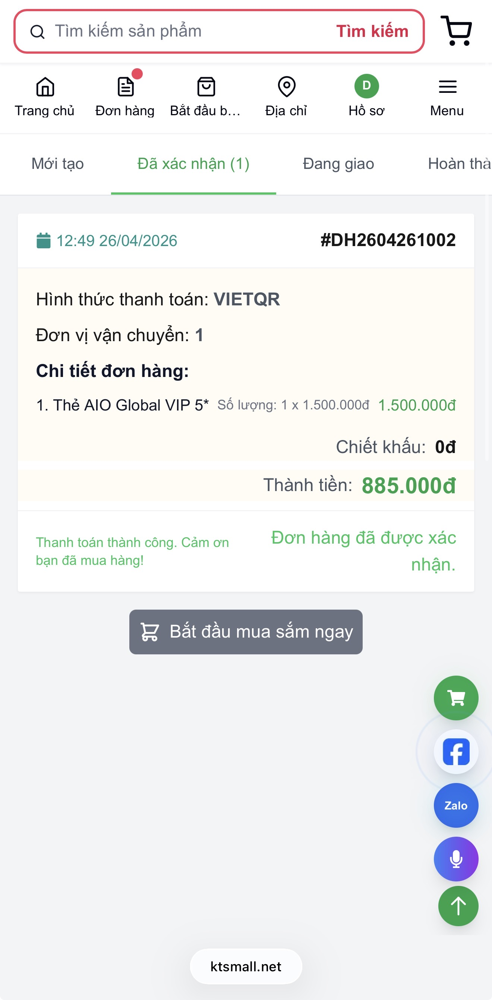 Tìm kiếm sản phẩm Tìm kiếm
Trang chủ Đơn hàng Bắt đầu b... D Địa chỉ Hồ sơ Menu
Mới tạo Đã xác nhận (1) Đang giao Hoàn thà
12:49 26/04/2026 #DH2604261002
Hình thức thanh toán: VIETQR
Đơn vị vận chuyển: 1
Chi tiết đơn hàng:
1. Thẻ AIO Global VIP 5* Số lượng: 1 x 1.500.000đ 1.500.000đ
Chiết khấu: 0đ
Thành tiền: 885.000đ
Thanh toán thành công. Cảm ơn
bạn đã mua hàng!
Đơn hàng đã được xác
nhận.
Bắt đầu mua sắm ngay
Zalo
ktsmall.net